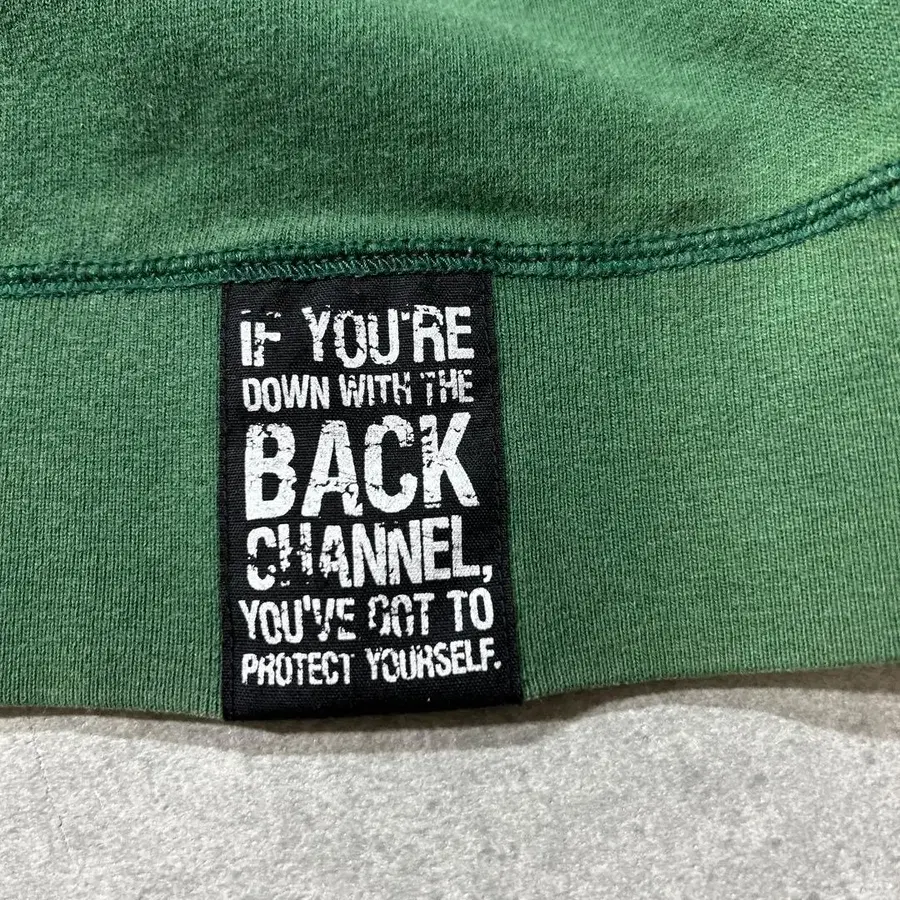 IF YOU'RE
DOWN WITH THE
BACK
CHANNEL,
YOU'VE GOT TO
PROTECT YOURSELF.